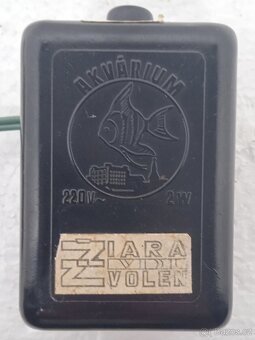 AKVÁRIUM
220V~ 2W
ZIARA
ZVOLEN